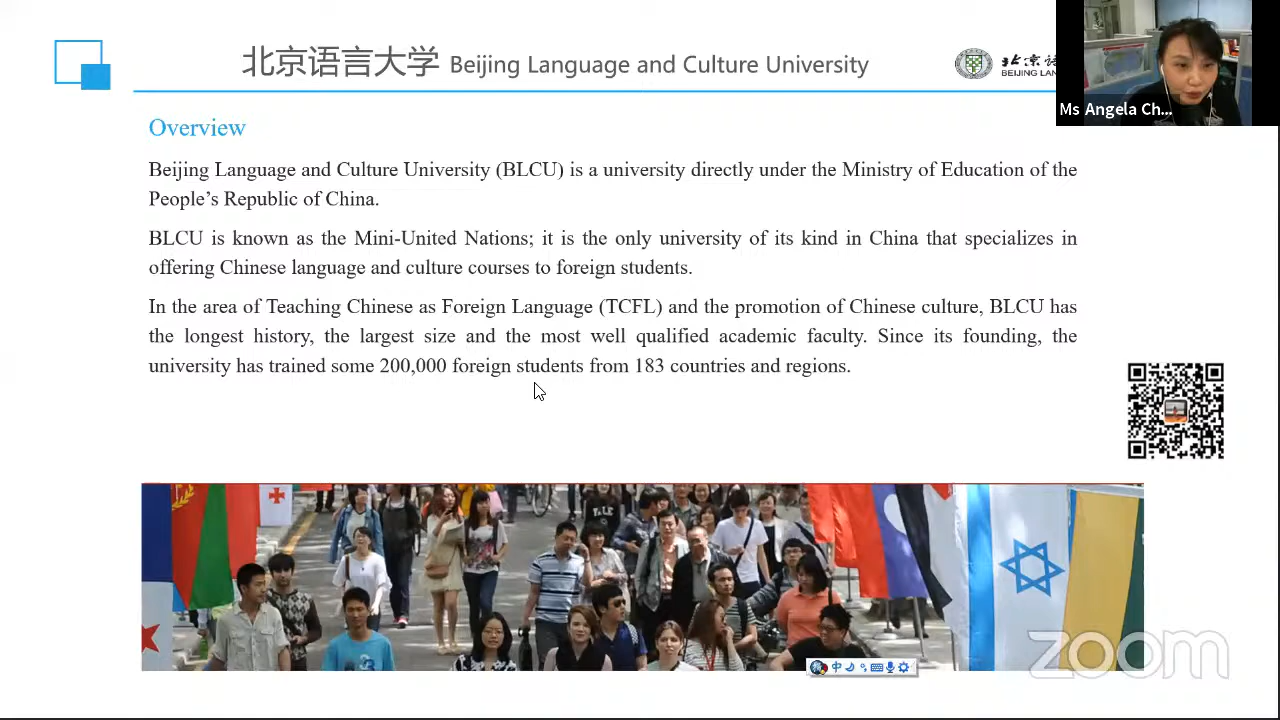 北京语言大学 Beijing Language and Culture University
BEIJING LAN
Ms Angela Ch...
Overview
Beijing Language and Culture University (BLCU) is a university directly under the Ministry of Education of the
People’s Republic of China.
BLCU is known as the Mini-United Nations; it is the only university of its kind in China that specializes in
offering Chinese language and culture courses to foreign students.
In the area of Teaching Chinese as Foreign Language (TCFL) and the promotion of Chinese culture, BLCU has
the longest history, the largest size and the most well qualified academic faculty. Since its founding, the
university has trained some 200,000 foreign students from 183 countries and regions.
YALE
中
zoom